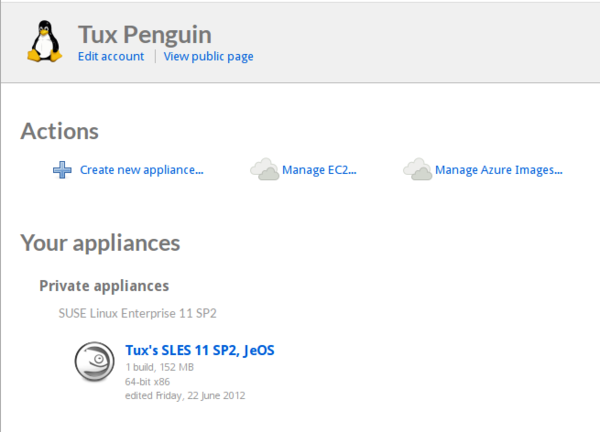 Tux Penguin
Edit account | View public page
Actions
Create new appliance... Manage EC2... Manage Azure Images...
Your appliances
Private appliances
SUSE Linux Enterprise 11 SP2
Tux's SLES 11 SP2, JeOS
1 build, 152 MB
64-bit x86
edited Friday, 22 June 2012